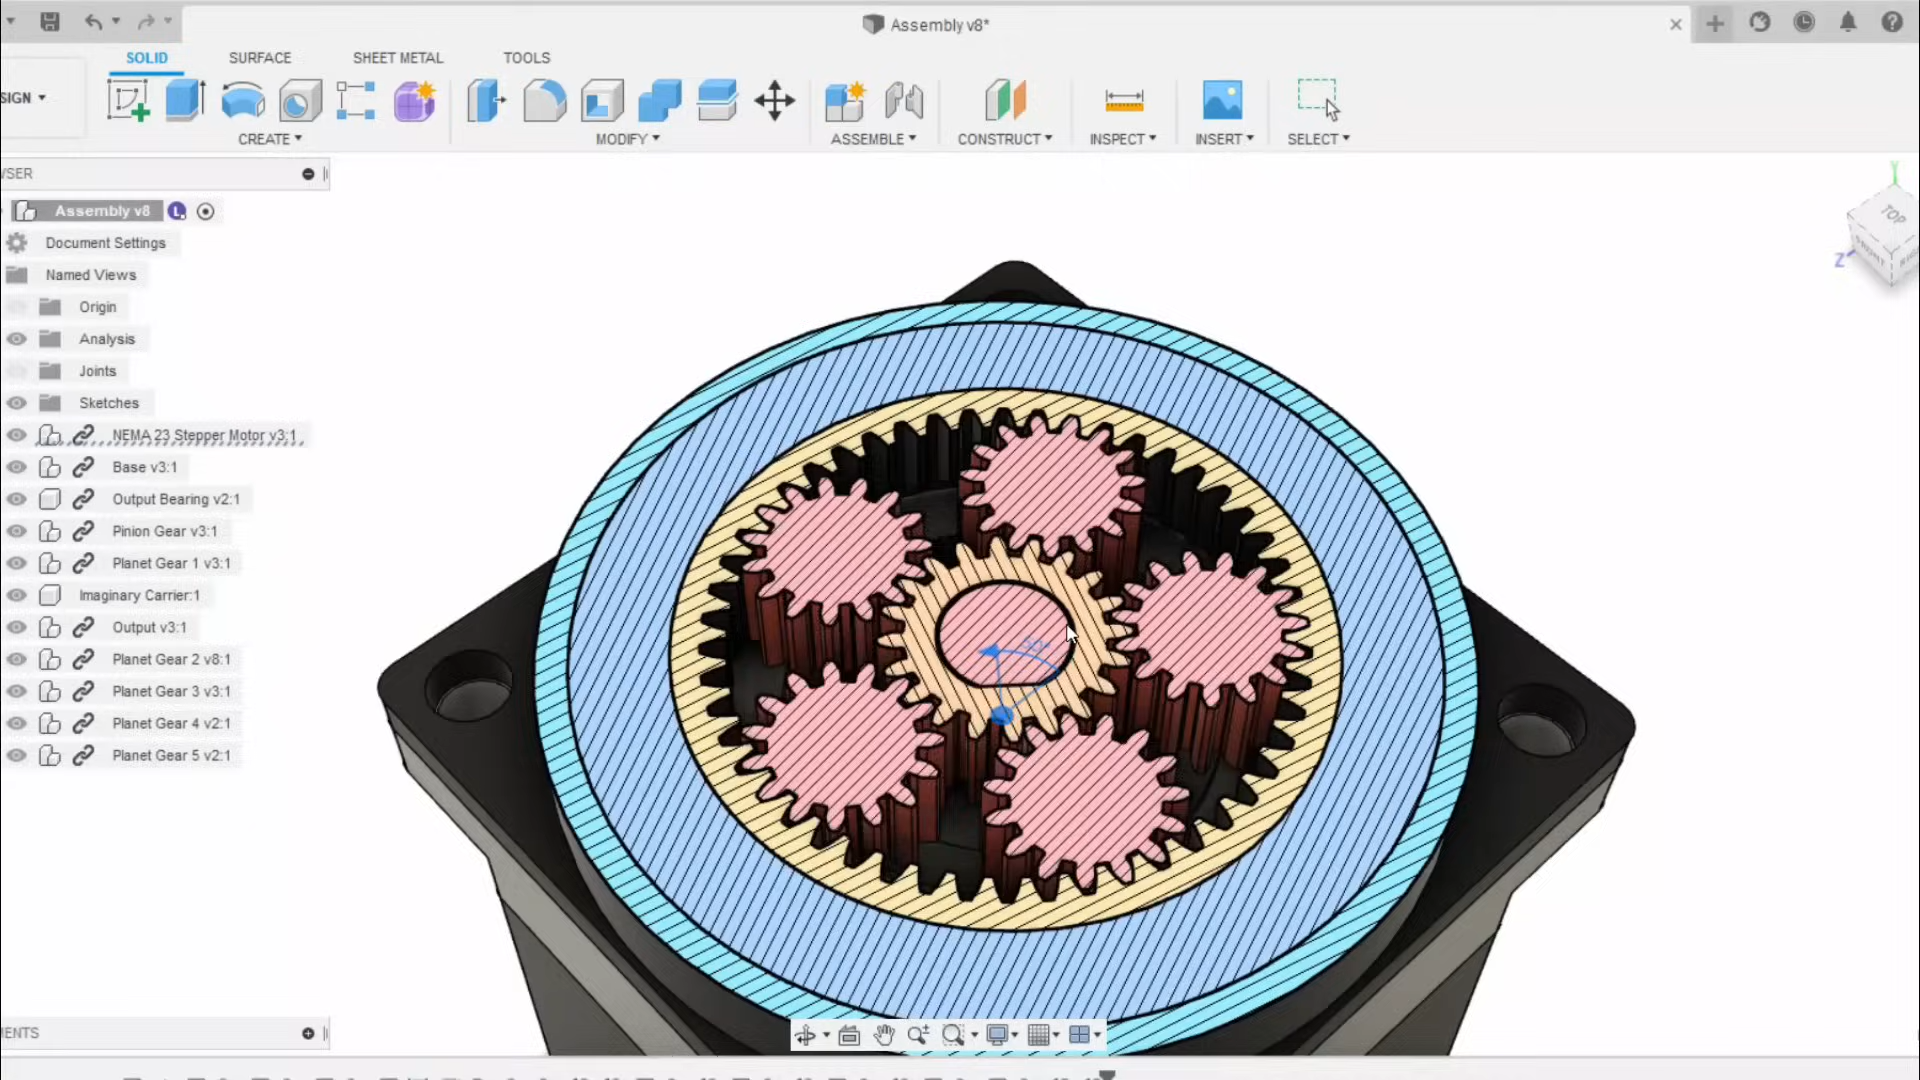 Assembly v8*
SOLID
SURFACE
SHEET METAL
TOOLS
SIGN
CREATE
MODIFY
ASSEMBLE
CONSTRUCT
INSPECT
INSERT
SELECT
WSER
Assembly v8
Document Settings
Named Views
Origin
Analysis
Joints
Sketches
NEMA 23 Stepper Motor v3:1
Base v3:1
Output Bearing v2:1
Pinion Gear v3:1
Planet Gear 1 v3:1
Imaginary Carrier:1
Output v3:1
Planet Gear 2 v8:1
Planet Gear 3 v3:1
Planet Gear 4 v2:1
Planet Gear 5 v2:1
MENTS
Y
TOP
Z
FRONT